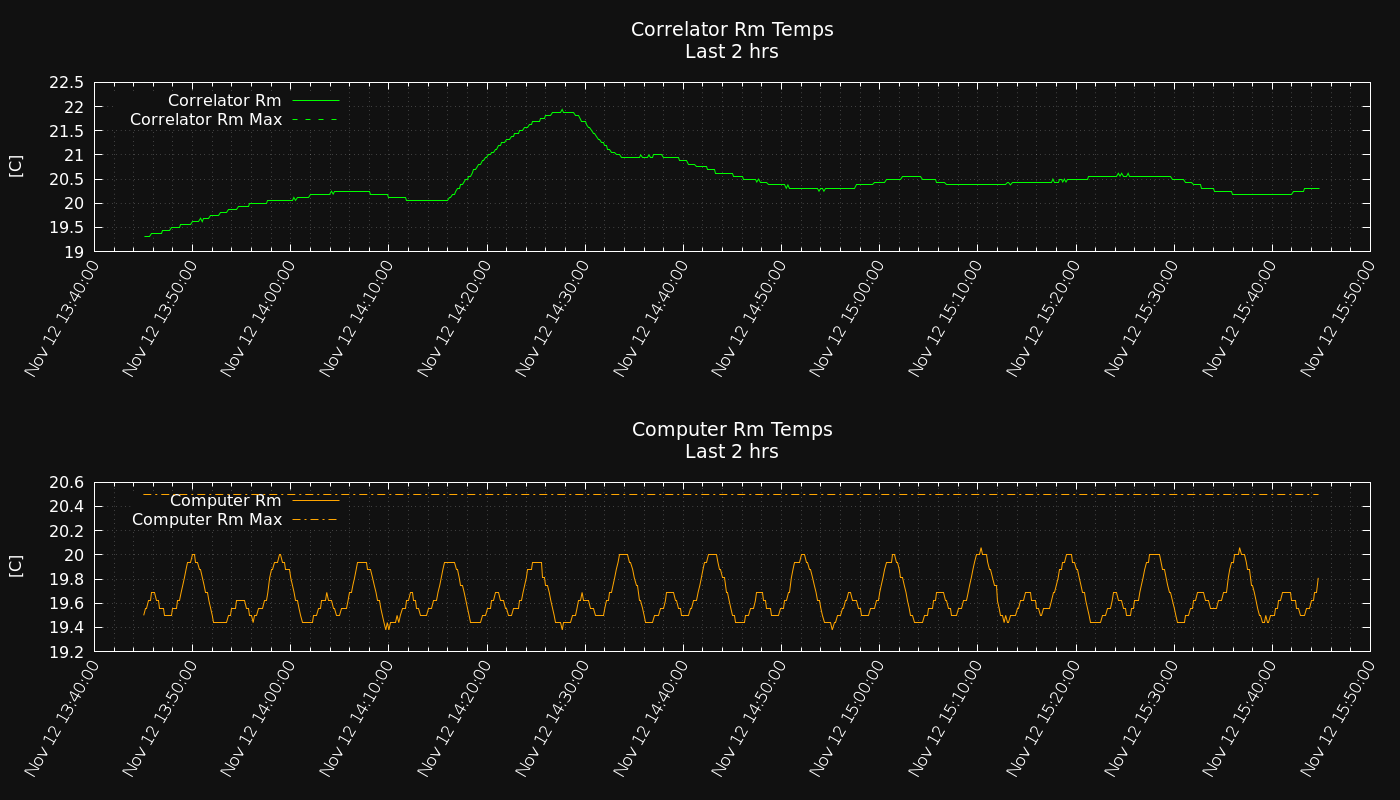 Correlator Rm Temps
Last 2 hrs
22.5
22
21.5
21
20.5
20
19.5
19
[C]
Correlator Rm
Correlator Rm Max
Nov 12 13:40:00
Nov 12 13:50:00
Nov 12 14:00:00
Nov 12 14:10:00
Nov 12 14:20:00
Nov 12 14:30:00
Nov 12 14:40:00
Nov 12 14:50:00
Nov 12 15:00:00
Nov 12 15:10:00
Nov 12 15:20:00
Nov 12 15:30:00
Nov 12 15:40:00
Nov 12 15:50:00
Computer Rm Temps
Last 2 hrs
20.6
20.4
20.2
20
19.8
19.6
19.4
19.2
[C]
Computer Rm
Computer Rm Max
Nov 12 13:40:00
Nov 12 13:50:00
Nov 12 14:00:00
Nov 12 14:10:00
Nov 12 14:20:00
Nov 12 14:30:00
Nov 12 14:40:00
Nov 12 14:50:00
Nov 12 15:00:00
Nov 12 15:10:00
Nov 12 15:20:00
Nov 12 15:30:00
Nov 12 15:40:00
Nov 12 15:50:00